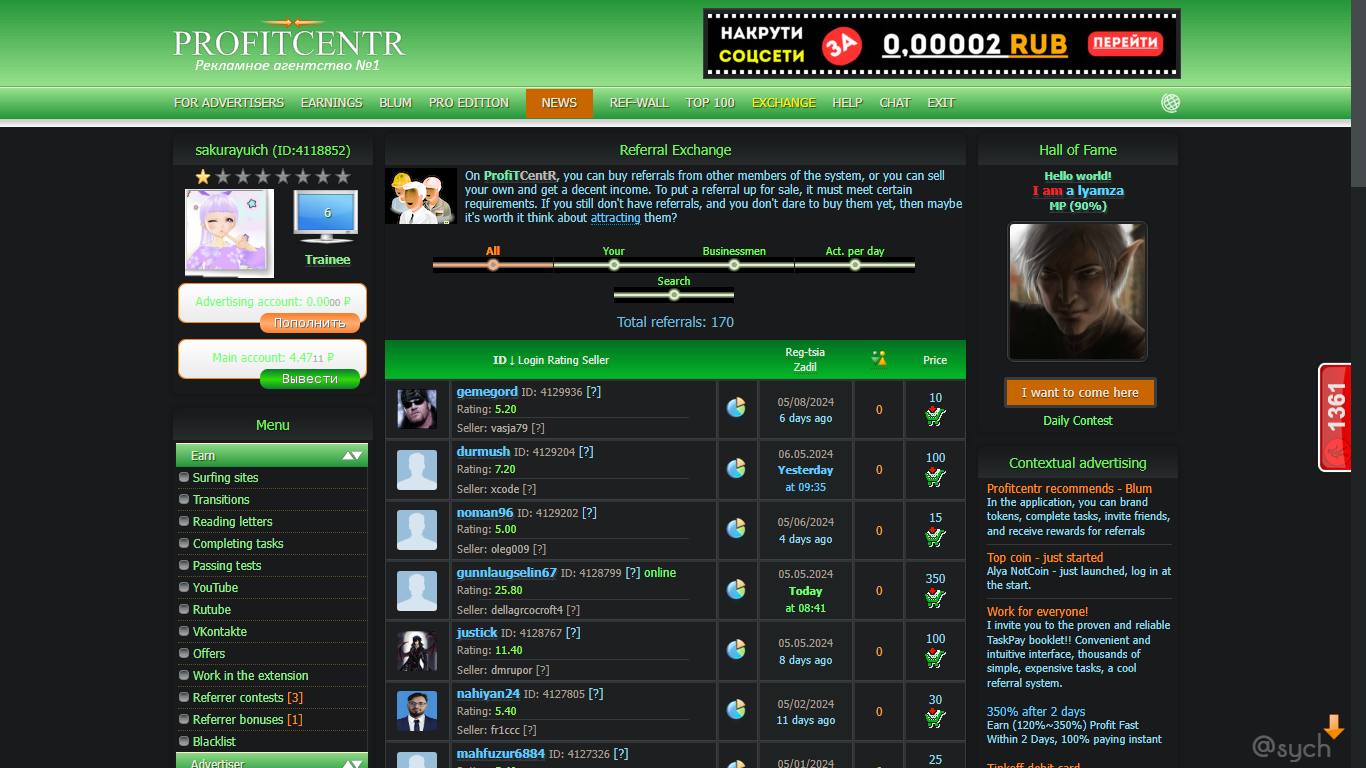 PROFITCENTR
Рекламное агентство №1
НАКРУТИ
СОЦСЕТИ
ЗА
0,00002 RUB
ПЕРЕЙТИ
FOR ADVERTISERS EARNINGS BLUM PRO EDITION NEWS REF-WALL TOP 100 EXCHANGE HELP CHAT EXIT
sakurayuich (ID:4118852)
6
Trainee
Advertising account: 0.0000 ₽
Пополнить
Main account: 4.4711 ₽
Вывести
Menu
Earn
Surfing sites
Transitions
Reading letters
Completing tasks
Passing tests
YouTube
Rutube
VKontakte
Offers
Work in the extension
Referrer contests [3]
Referrer bonuses [1]
Blacklist
Advertiser
Referral Exchange
On ProfiTCentR, you can buy referrals from other members of the system, or you can sell
your own and get a decent income. To put a referral up for sale, it must meet certain
requirements. If you still don't have referrals, and you don't dare to buy them yet, then maybe
it's worth it think about attracting them?
All Your Businessmen Act. per day
Search
Total referrals: 170
ID ↓ Login Rating Seller
Reg-tsia
Zadil
Price
gemegord ID: 4129936 [?]
Rating: 5.20
Seller: vasja79 [?]
05/08/2024
6 days ago
0
10
durmush ID: 4129204 [?]
Rating: 7.20
Seller: xcode [?]
06.05.2024
Yesterday
at 09:35
0
100
noman96 ID: 4129202 [?]
Rating: 5.00
Seller: oleg009 [?]
05/06/2024
4 days ago
0
15
gunnlaugselin67 ID: 4128799 [?] online
Rating: 25.80
Seller: dellagrcocroft4 [?]
05.05.2024
Today
at 08:41
0
350
justick ID: 4128767 [?]
Rating: 11.40
Seller: dmrupor [?]
05.05.2024
8 days ago
0
100
nahiyan24 ID: 4127805 [?]
Rating: 5.40
Seller: fr1ccc [?]
05/02/2024
11 days ago
0
30
mahfuzur6884 ID: 4127326 [?]
05/01/2024
25
Hall of Fame
Hello world!
I am a lyamza
MP (90%)
I want to come here
Daily Contest
Contextual advertising
Profitcentr recommends - Blum
In the application, you can brand
tokens, complete tasks, invite friends,
and receive rewards for referrals
Top coin - just started
Alya NotCoin - just launched, log in at
the start.
Work for everyone!
I invite you to the proven and reliable
TaskPay booklet!! Convenient and
intuitive interface, thousands of
simple, expensive tasks, a cool
referral system.
350% after 2 days
Earn (120%~350%) Profit Fast
Within 2 Days, 100% paying instant
Tinkoff debit card
1361
@sych